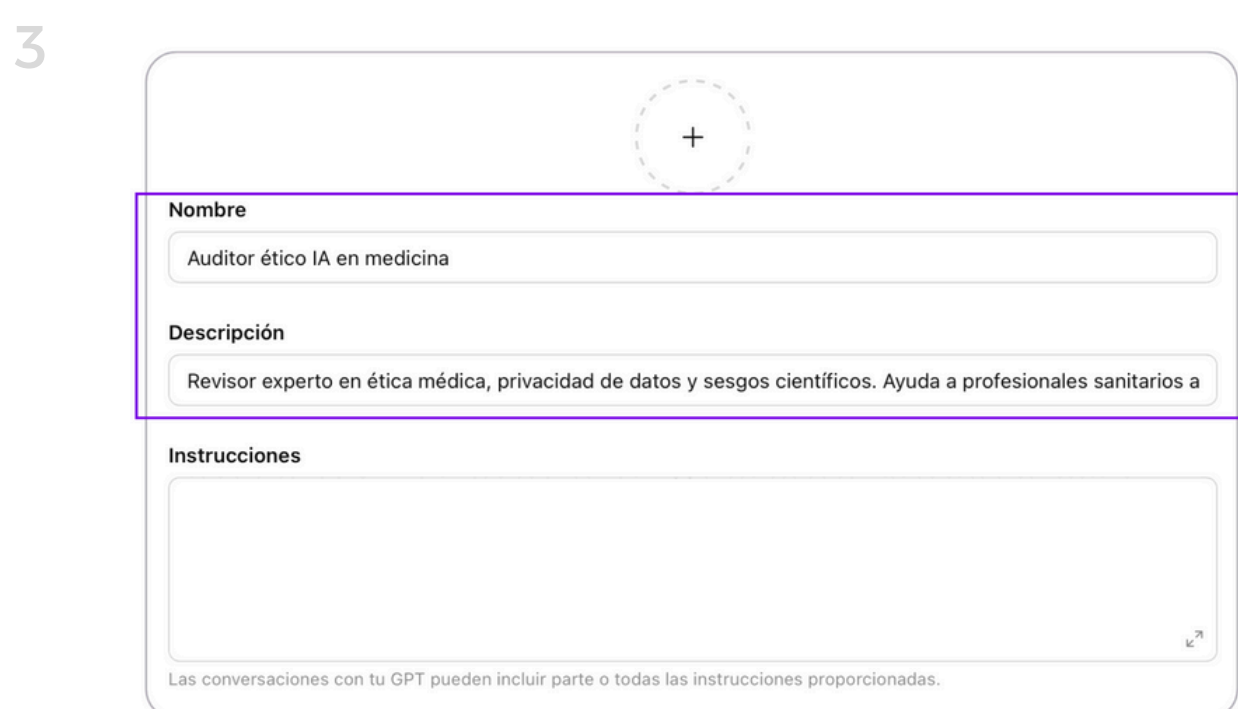 3
+
Nombre
Auditor ético IA en medicina
Descripción
Revisor experto en ética médica, privacidad de datos y sesgos científicos. Ayuda a profesionales sanitarios a
Instrucciones
Las conversaciones con tu GPT pueden incluir parte o todas las instrucciones proporcionadas.